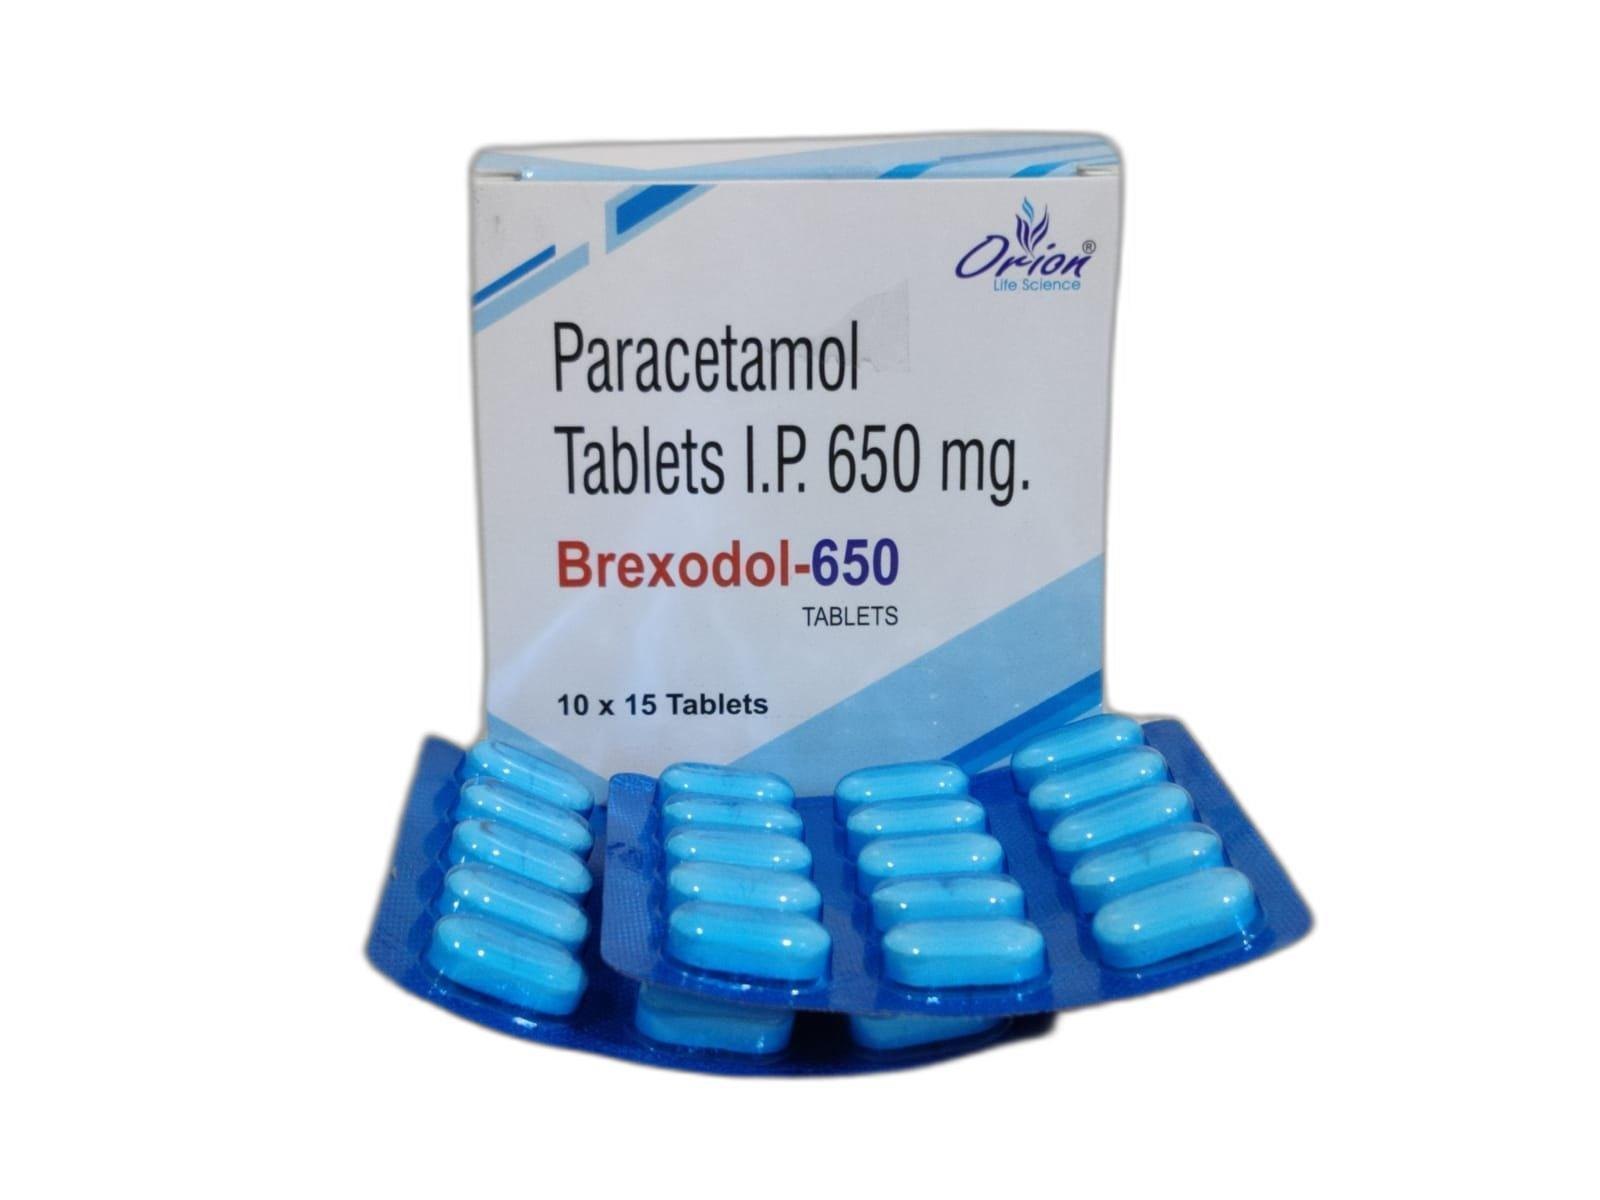 Orion®
Life Science
Paracetamol
Tablets I.P. 650 mg.
Brexodol-650
TABLETS
10 x 15 Tablets